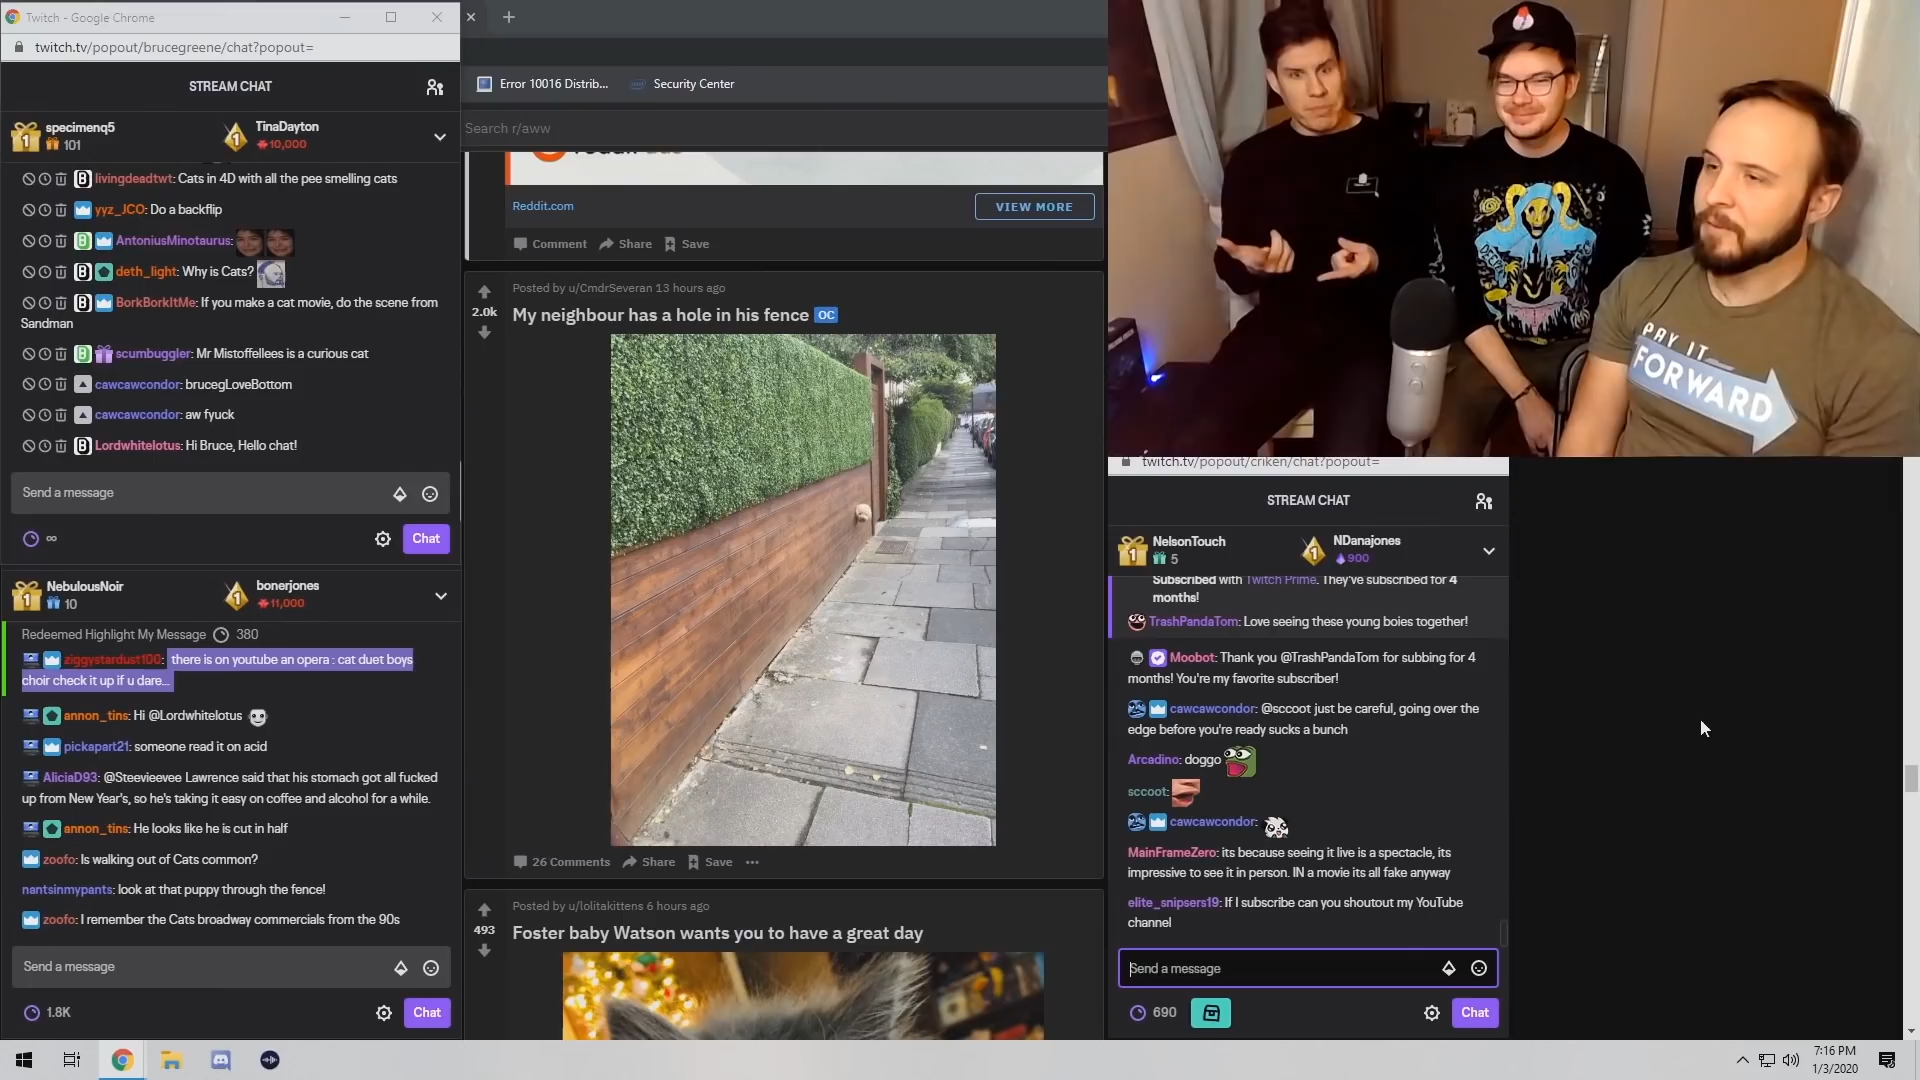 Twitch - Google Chrome
twitch.tv/popout/brucegreene/chat?popout=
STREAM CHAT
specimenq5
101
TinaDayton
10,000
livingdeadtwt: Cats in 4D with all the pee smelling cats
yyz_JCO: Do a backflip
AntoniusMinotaurus:
deth_light: Why is Cats?
BorkBorkItMe: If you make a cat movie, do the scene from
Sandman
scumbuggler: Mr Mistoffellees is a curious cat
cawcawcondor: brucegLoveBottom
cawcawcondor: aw fyuck
Lordwhitelotus: Hi Bruce, Hello chat!
Send a message
∞
Chat
NebulousNoir
10
bonerjones
11,000
Redeemed Highlight My Message 380
ziggystardust100: there is on youtube an opera : cat duet boys
choir check it up if u dare...
annon_tins: Hi @Lordwhitelotus
pickapart21: someone read it on acid
AliciaD93: @Steevieevee Lawrence said that his stomach got all fucked
up from New Year's, so he's taking it easy on coffee and alcohol for a while.
annon_tins: He looks like he is cut in half
zoofo: Is walking out of Cats common?
nantsinmypants: look at that puppy through the fence!
zoofo: I remember the Cats broadway commercials from the 90s
Send a message
1.8K
Chat
Error 10016 Distrib...
Security Center
Search r/aww
Reddit.com
VIEW MORE
Comment Share Save
Posted by u/CmdrSeveran 13 hours ago
2.0k
My neighbour has a hole in his fence OC
26 Comments Share Save
Posted by u/lolitakittens 6 hours ago
493
Foster baby Watson wants you to have a great day
PAY IT
FORWARD
twitch.tv/popout/criken/chat?popout=
STREAM CHAT
NelsonTouch
5
NDanajones
900
Subscribed with Twitch Prime. They've subscribed for 4
months!
TrashPandaTom: Love seeing these young boies together!
Moobot: Thank you @TrashPandaTom for subbing for 4
months! You're my favorite subscriber!
cawcawcondor: @sccoot just be careful, going over the
edge before you're ready sucks a bunch
Arcadino: doggo
sccoot:
cawcawcondor:
MainFrameZero: its because seeing it live is a spectacle, its
impressive to see it in person. IN a movie its all fake anyway
elite_snipsers19: If I subscribe can you shoutout my YouTube
channel
Send a message
690
Chat
7:16 PM
1/3/2020